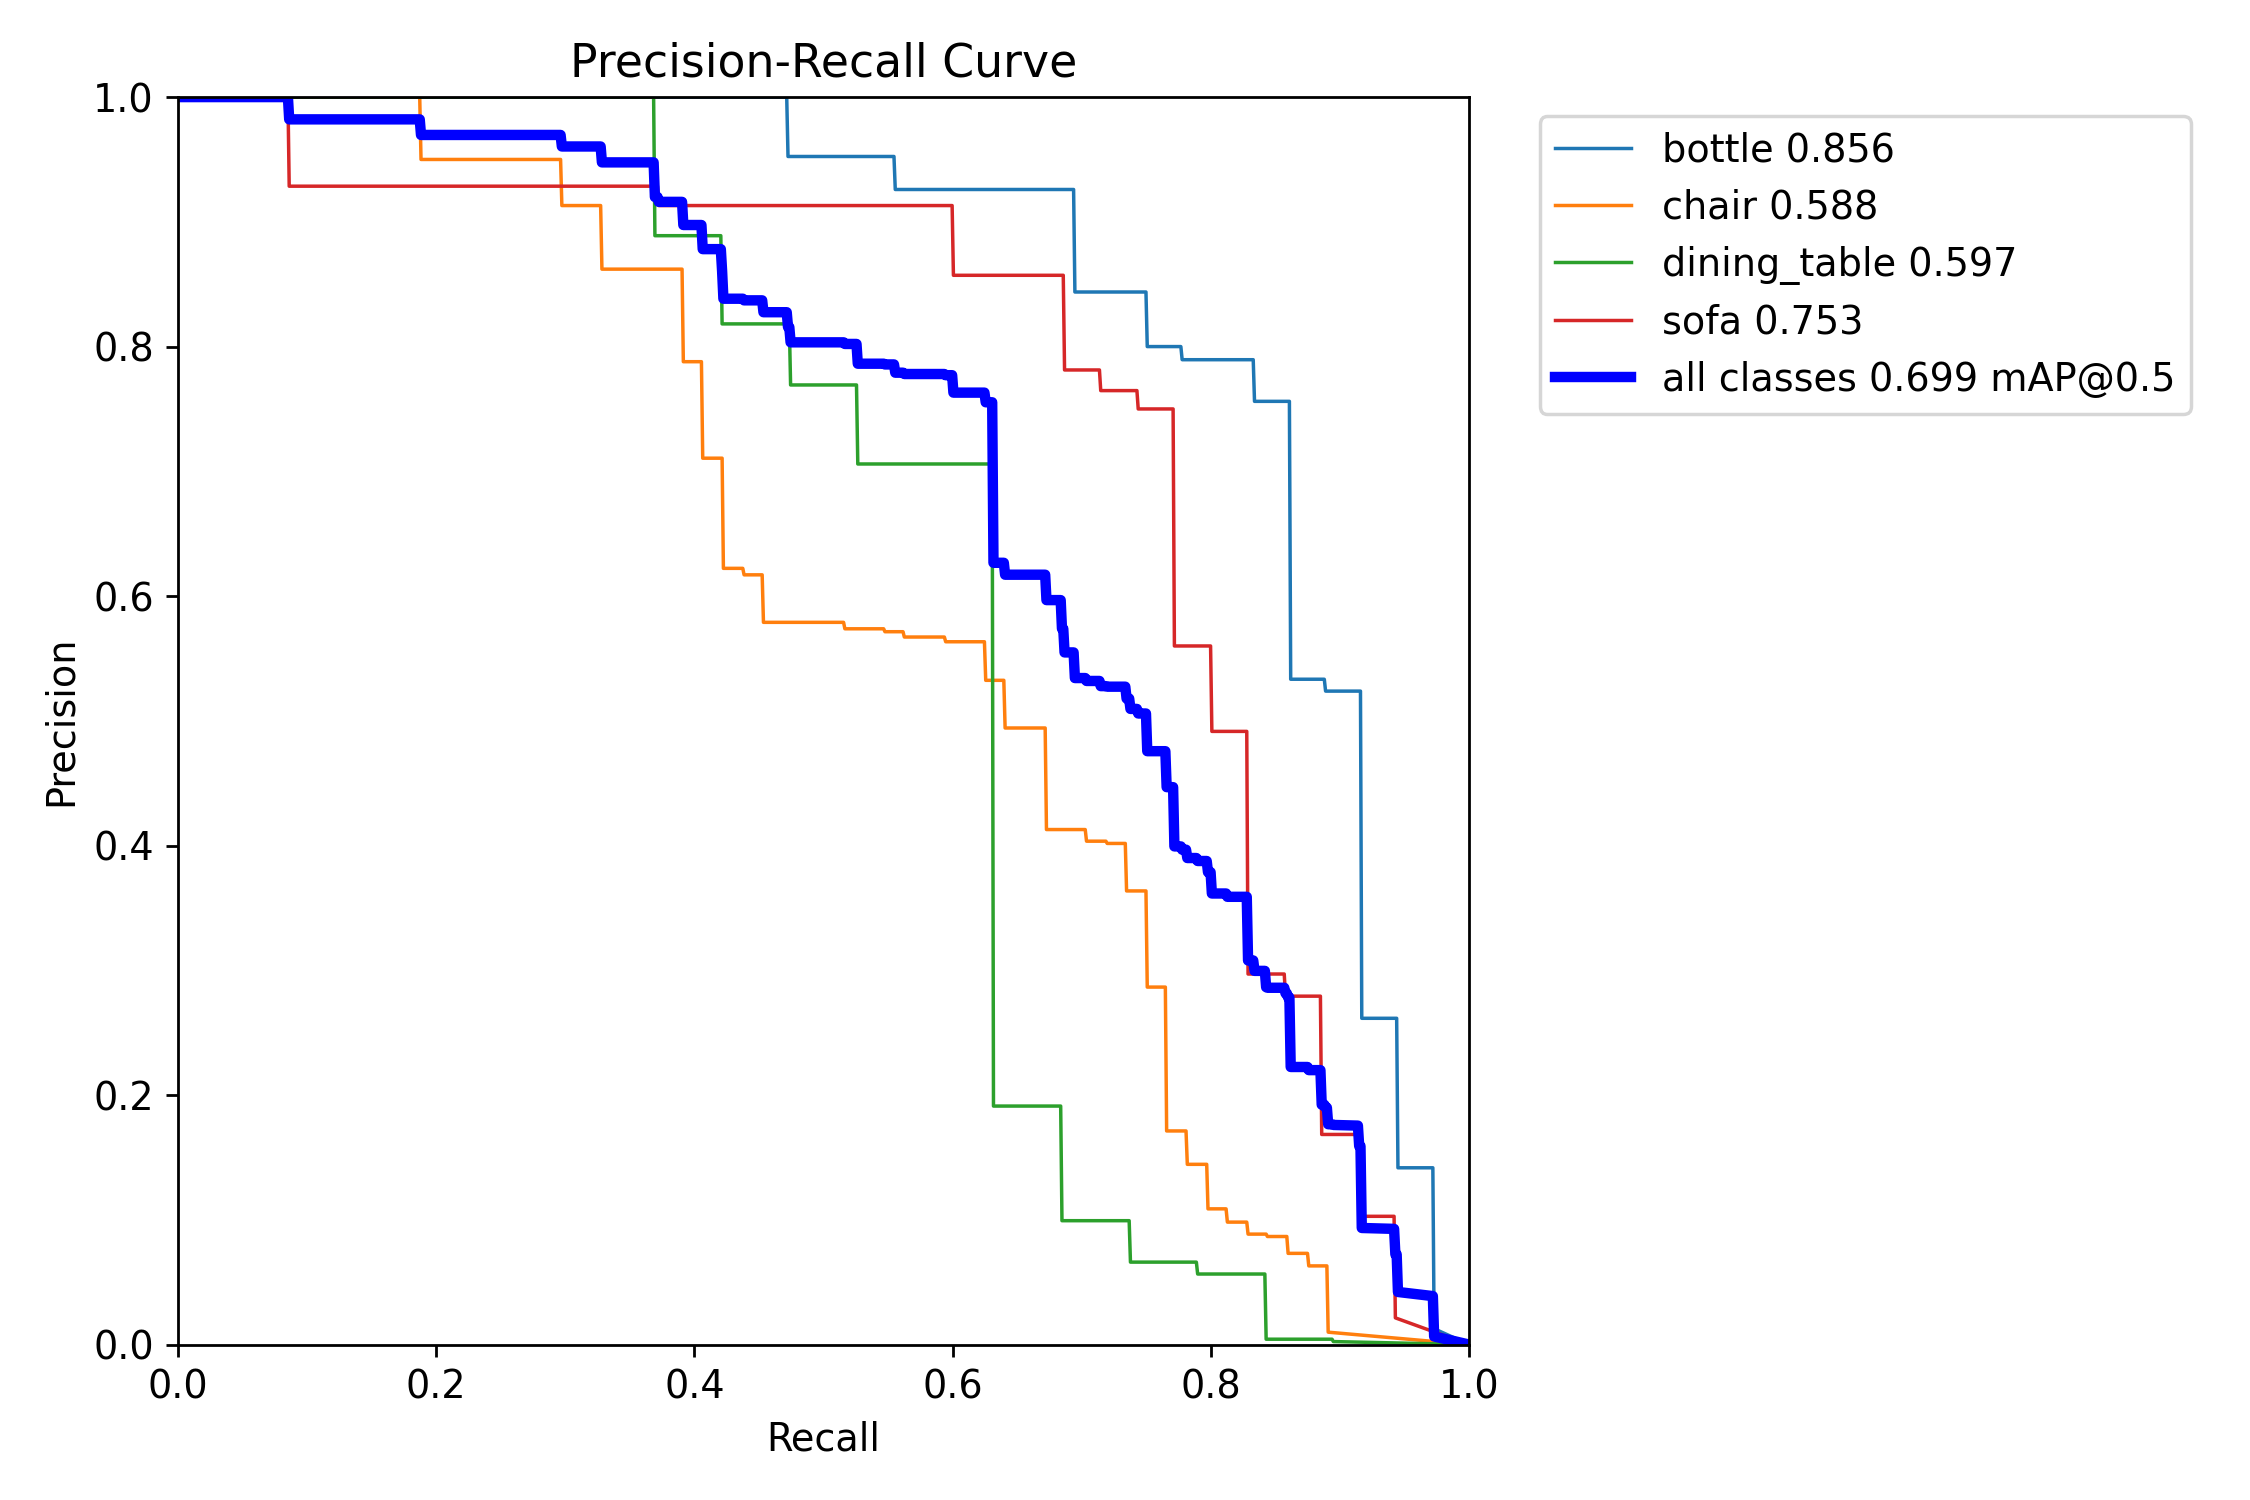 Precision-Recall Curve
1.0
0.8
0.6
0.4
0.2
0.0
Precision
0.0 0.2 0.4 0.6 0.8 1.0
Recall
bottle 0.856
chair 0.588
dining_table 0.597
sofa 0.753
all classes 0.699 mAP@0.5